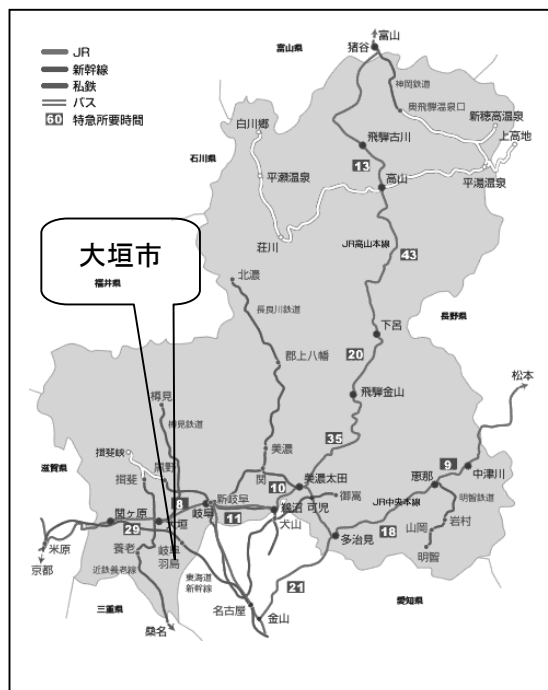 JR
新幹線
私鉄
バス
60 特急所要時間
富山県
富山
猪谷
神岡鉄道
奥飛騨温泉口
新穂高温泉
上高地
白川郷
飛騨古川
石川県
13
平瀬温泉
高山
平湯温泉
荘川
JR高山本線
大垣市
43
福井県
北濃
長良川鉄道
長野県
下呂
20
郡上八幡
松本
飛騨金山
樽見
樽見鉄道
35
美濃
揖斐峡
滋賀県
揖斐
関
美濃太田
9
中津川
恵那
10
新岐阜
御嵩
JR中央本線
明智鉄道
8
関ヶ原
大垣
岐阜
11
鵜沼
可児
犬山
29
18
岩村
山岡
米原
養老
岐阜
羽島
多治見
明智
京都
近鉄養老線
東海道
新幹線
21
名古屋
金山
三重県
愛知県
桑名